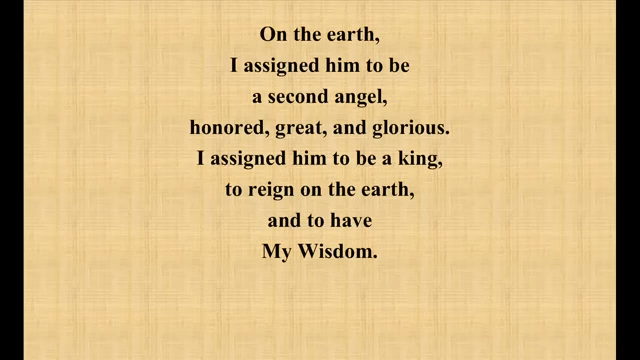 On the earth,
I assigned him to be
a second angel,
honored, great, and glorious.
I assigned him to be a king,
to reign on the earth,
and to have
My Wisdom.